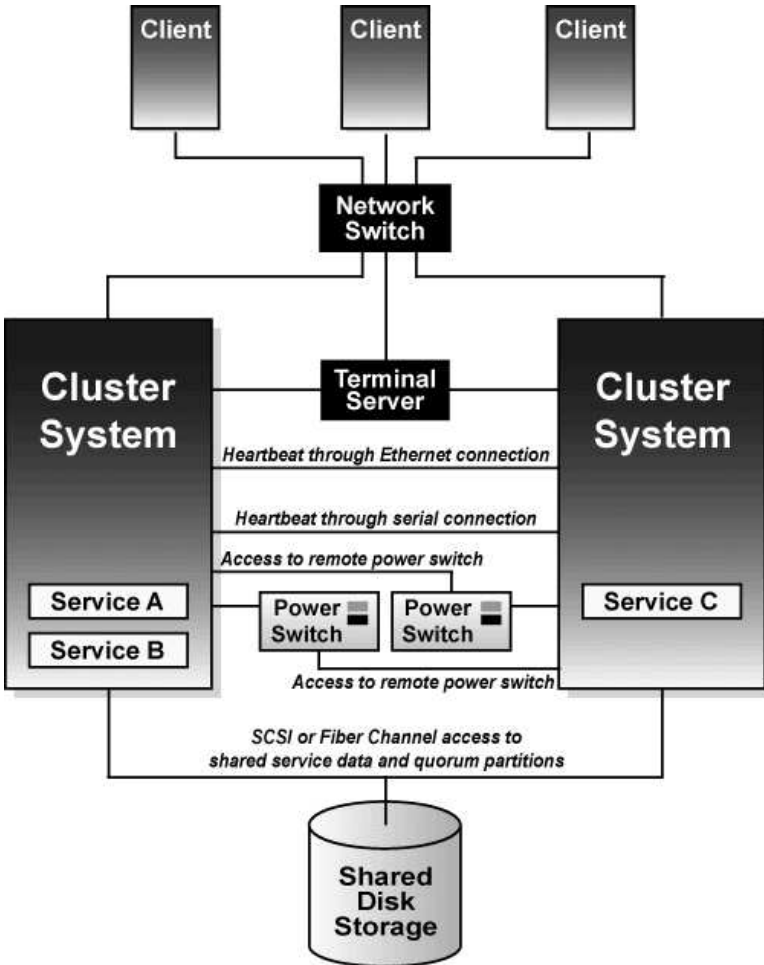 Client
Client
Client
Network
Switch
Cluster
System
Terminal
Server
Cluster
System
Heartbeat through Ethernet connection
Heartbeat through serial connection
Access to remote power switch
Service A
Service B
Power
Switch
Power
Switch
Service C
Access to remote power switch
SCSI or Fiber Channel access to
shared service data and quorum partitions
Shared
Disk
Storage